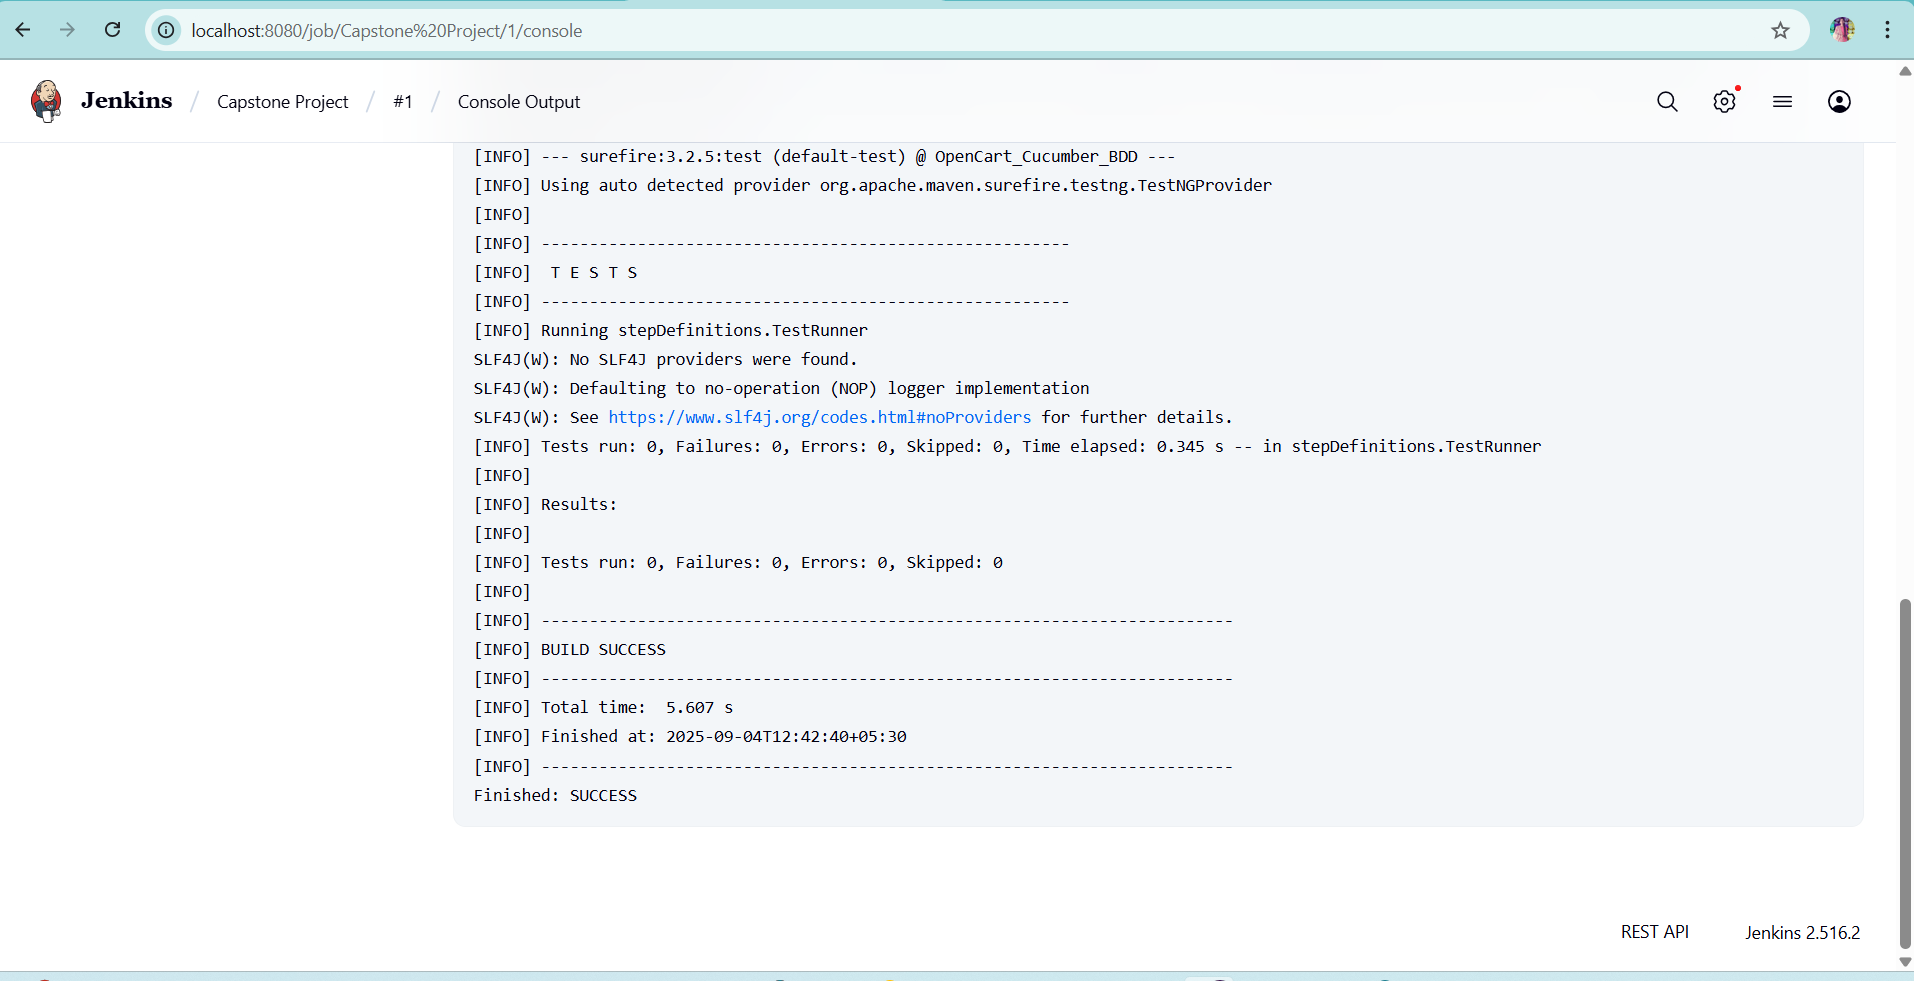 localhost:8080/job/Capstone%20Project/1/console
Jenkins / Capstone Project / #1 / Console Output
[INFO] --- surefire:3.2.5:test (default-test) @ OpenCart_Cucumber_BDD ---
[INFO] Using auto detected provider org.apache.maven.surefire.testng.TestNGProvider
[INFO]
[INFO] -------------------------------------------------------
[INFO]  T E S T S
[INFO] -------------------------------------------------------
[INFO] Running stepDefinitions.TestRunner
SLF4J(W): No SLF4J providers were found.
SLF4J(W): Defaulting to no-operation (NOP) logger implementation
SLF4J(W): See https://www.slf4j.org/codes.html#noProviders for further details.
[INFO] Tests run: 0, Failures: 0, Errors: 0, Skipped: 0, Time elapsed: 0.345 s -- in stepDefinitions.TestRunner
[INFO]
[INFO] Results:
[INFO]
[INFO] Tests run: 0, Failures: 0, Errors: 0, Skipped: 0
[INFO]
[INFO] ------------------------------------------------------------------------
[INFO] BUILD SUCCESS
[INFO] ------------------------------------------------------------------------
[INFO] Total time:  5.607 s
[INFO] Finished at: 2025-09-04T12:42:40+05:30
[INFO] ------------------------------------------------------------------------
Finished: SUCCESS
REST API Jenkins 2.516.2